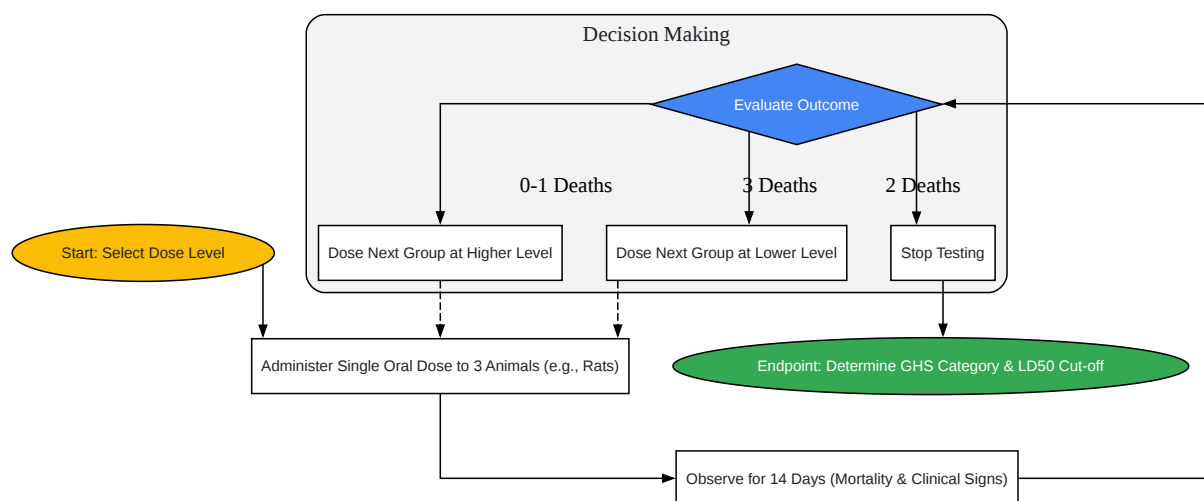 Decision Making
Evaluate Outcome
0-1 Deaths
3 Deaths
2 Deaths
Start: Select Dose Level
Dose Next Group at Higher Level
Dose Next Group at Lower Level
Stop Testing
Administer Single Oral Dose to 3 Animals (e.g., Rats)
Endpoint: Determine GHS Category & LD50 Cut-off
Observe for 14 Days (Mortality & Clinical Signs)